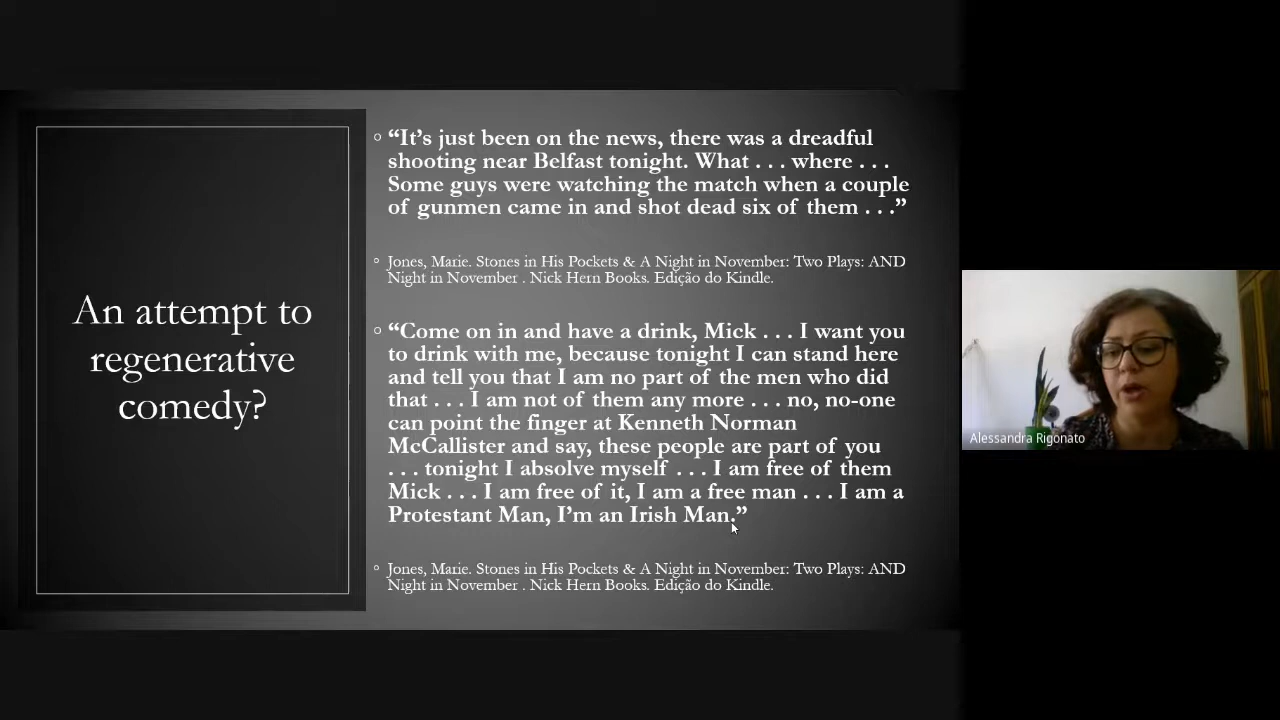 An attempt to
regenerative
comedy?
“It’s just been on the news, there was a dreadful
shooting near Belfast tonight. What . . . where . . .
Some guys were watching the match when a couple
of gunmen came in and shot dead six of them . . .”
Jones, Marie. Stones in His Pockets & A Night in November: Two Plays: AND
Night in November . Nick Hern Books. Edição do Kindle.
“Come on in and have a drink, Mick . . . I want you
to drink with me, because tonight I can stand here
and tell you that I am no part of the men who did
that . . . I am not of them any more . . . no, no-one
can point the finger at Kenneth Norman
McCallister and say, these people are part of you
. . . tonight I absolve myself . . . I am free of them
Mick . . . I am free of it, I am a free man . . . I am a
Protestant Man, I’m an Irish Man.”
Jones, Marie. Stones in His Pockets & A Night in November: Two Plays: AND
Night in November . Nick Hern Books. Edição do Kindle.
Alessandra Rigonato